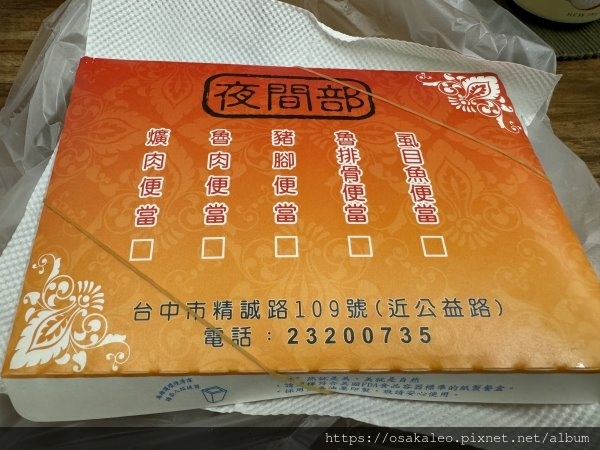 夜間部
虱目魚便當
魯排骨便當
豬腳便當
魯肉便當
爌肉便當
台中市精誠路109號(近公益路)
電話：23200735
https://osakaleo.pixnet.net/album